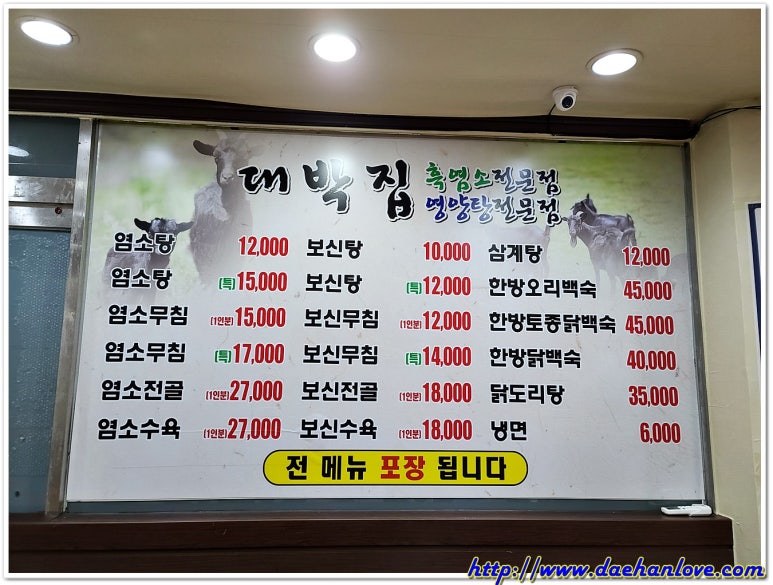 대박집 흑염소전문점
영양탕전문점
염소탕 12,000 보신탕 10,000 삼계탕 12,000
염소탕 (특)15,000 보신탕 (특)12,000 한방오리백숙 45,000
염소무침 (1인분)15,000 보신무침 (1인분)12,000 한방토종닭백숙 45,000
염소무침 (특)17,000 보신무침 (특)14,000 한방닭백숙 40,000
염소전골 (1인분)27,000 보신전골 (1인분)18,000 닭도리탕 35,000
염소수육 (1인분)27,000 보신수육 (1인분)18,000 냉면 6,000
전 메뉴 포장 됩니다
http://www.daehanlove.com